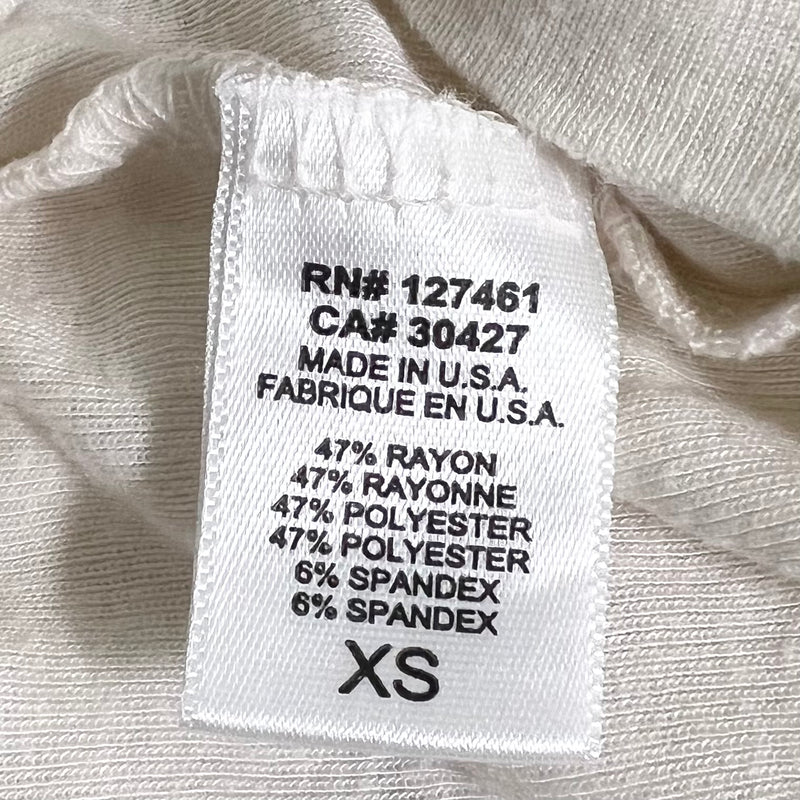 RN# 127461
CA# 30427
MADE IN U.S.A.
FABRIQUE EN U.S.A.
47% RAYON
47% RAYONNE
47% POLYESTER
47% POLYESTER
6% SPANDEX
6% SPANDEX
XS